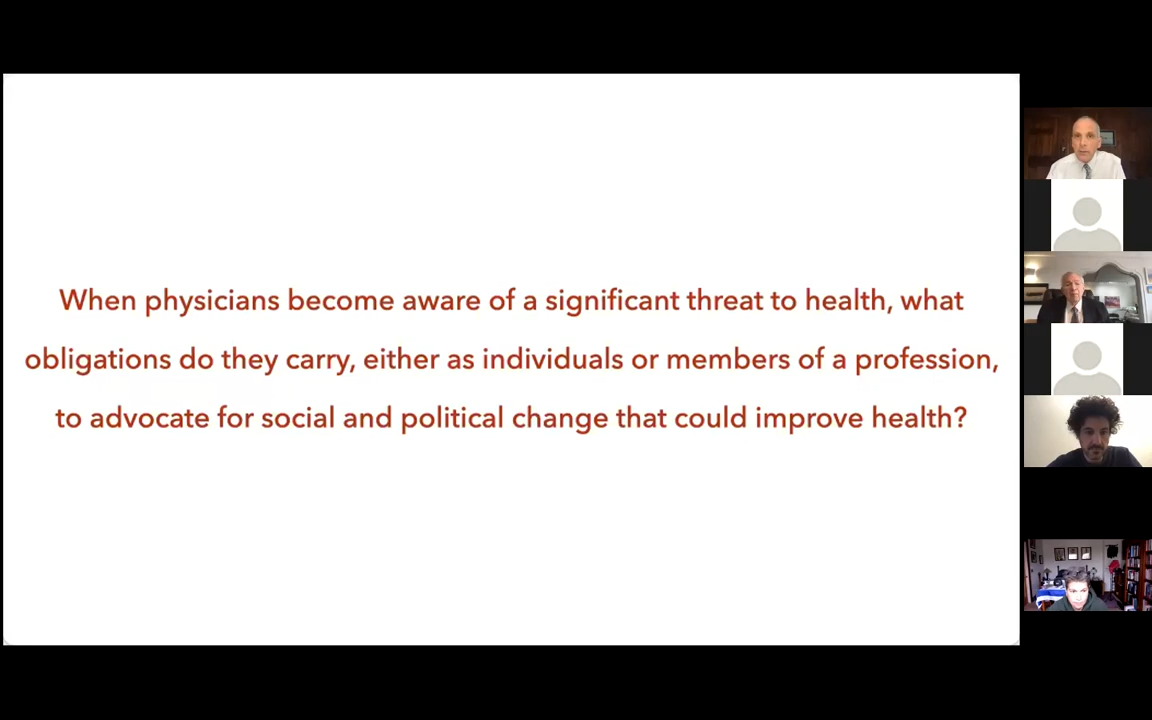 When physicians become aware of a significant threat to health, what
obligations do they carry, either as individuals or members of a profession,
to advocate for social and political change that could improve health?